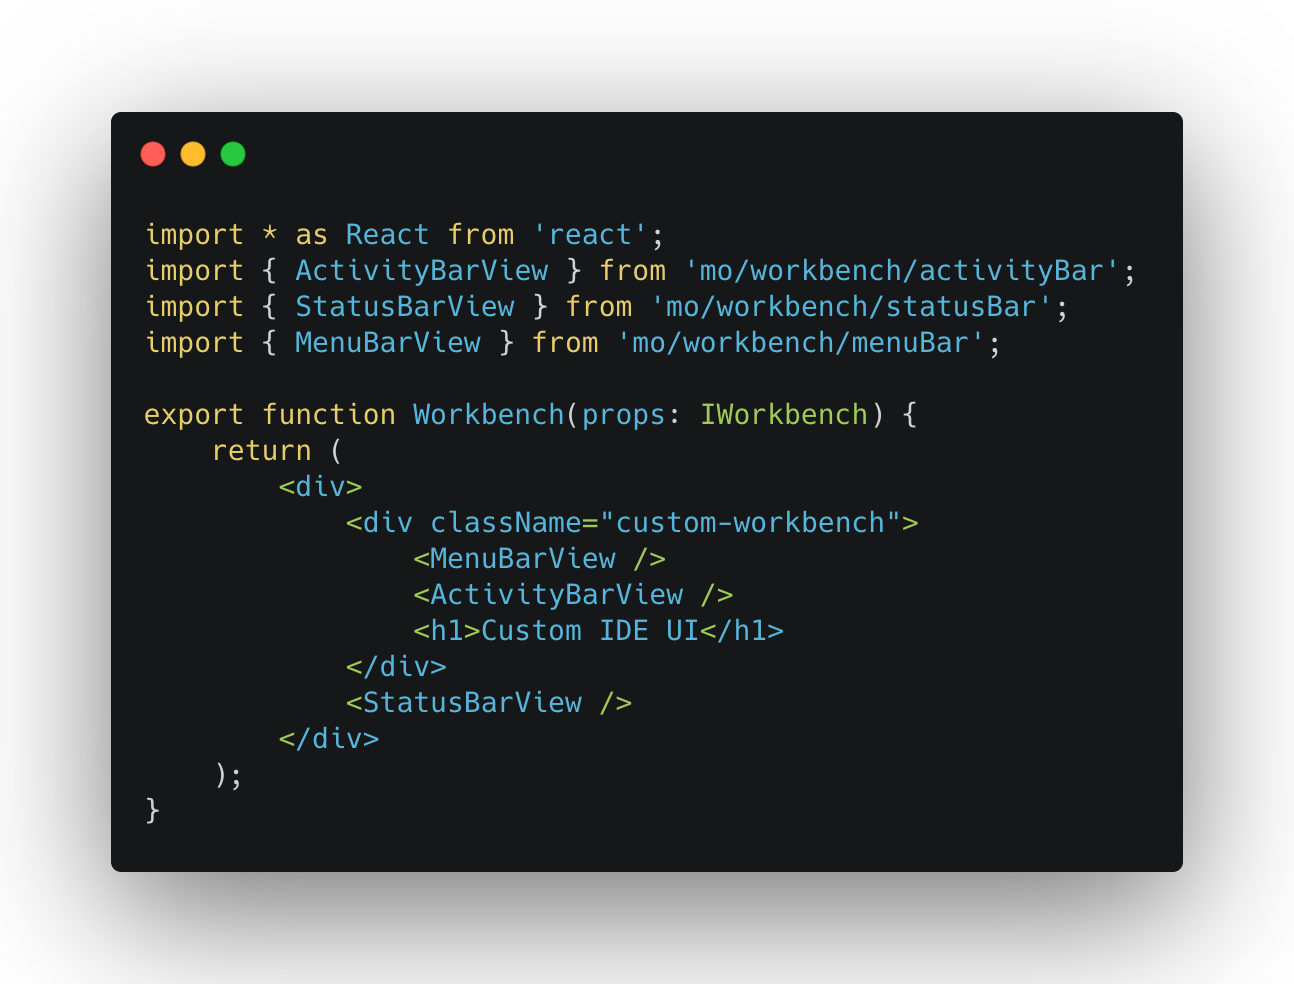 import * as React from 'react';
import { ActivityBarView } from 'mo/workbench/activityBar';
import { StatusBarView } from 'mo/workbench/statusBar';
import { MenuBarView } from 'mo/workbench/menuBar';

export function Workbench(props: IWorkbench) {
    return (
        <div>
            <div className="custom-workbench">
                <MenuBarView />
                <ActivityBarView />
                <h1>Custom IDE UI</h1>
            </div>
            <StatusBarView />
        </div>
    );
}